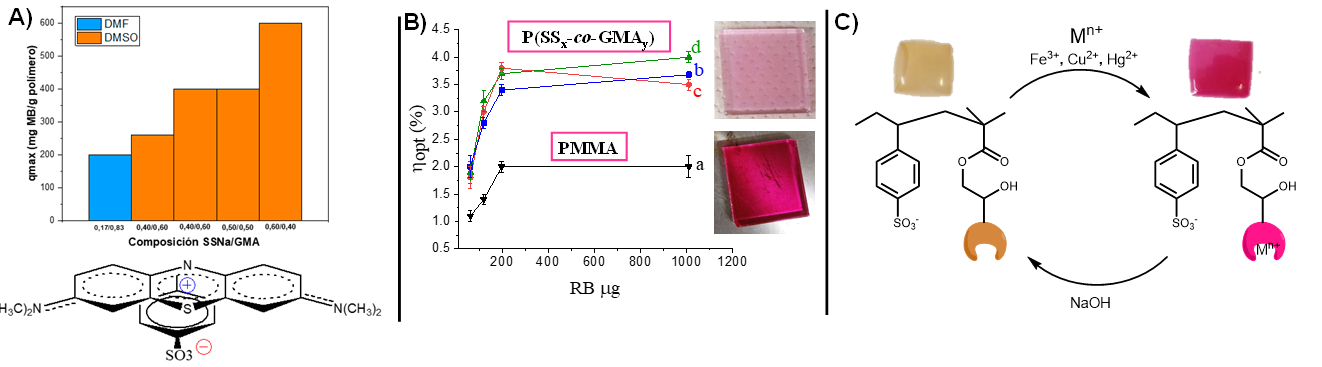 A)
DMF
DMSO
600
500
400
300
200
100
0
qmax (mg MB/g polímero)
0,17/0,83
0,40/0,60
0,40/0,60
0,50/0,50
0,60/0,40
Composición SSNa/GMA
N
+
S
H3C)2N
N(CH3)2
SO3
−
B)
P(SSx-co-GMAy)
PMMA
4.5
4.0
3.5
3.0
2.5
2.0
1.5
1.0
0.5
ηopt (%)
d
b
c
a
200
400
600
800
1000
1200
RB µg
C)
Mn+
Fe3+, Cu2+, Hg2+
O
O
OH
SO3-
O
O
OH
SO3-
Mn+
NaOH